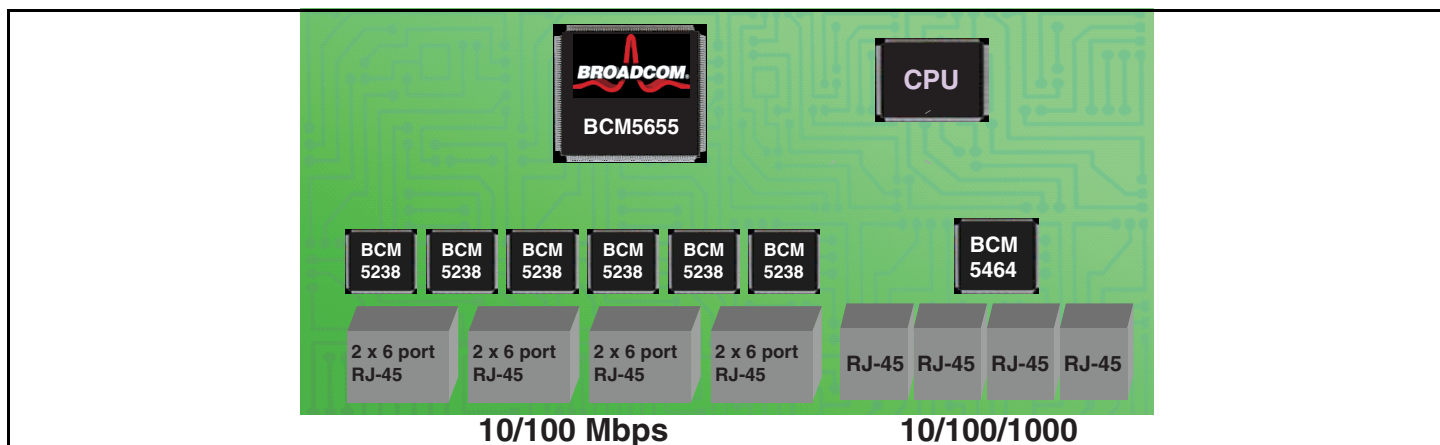 BROADCOM.
BCM5655
CPU
BCM
5238
BCM
5238
BCM
5238
BCM
5238
BCM
5238
BCM
5238
BCM
5464
2 x 6 port
RJ-45
2 x 6 port
RJ-45
2 x 6 port
RJ-45
2 x 6 port
RJ-45
RJ-45
RJ-45
RJ-45
RJ-45
10/100 Mbps
10/100/1000